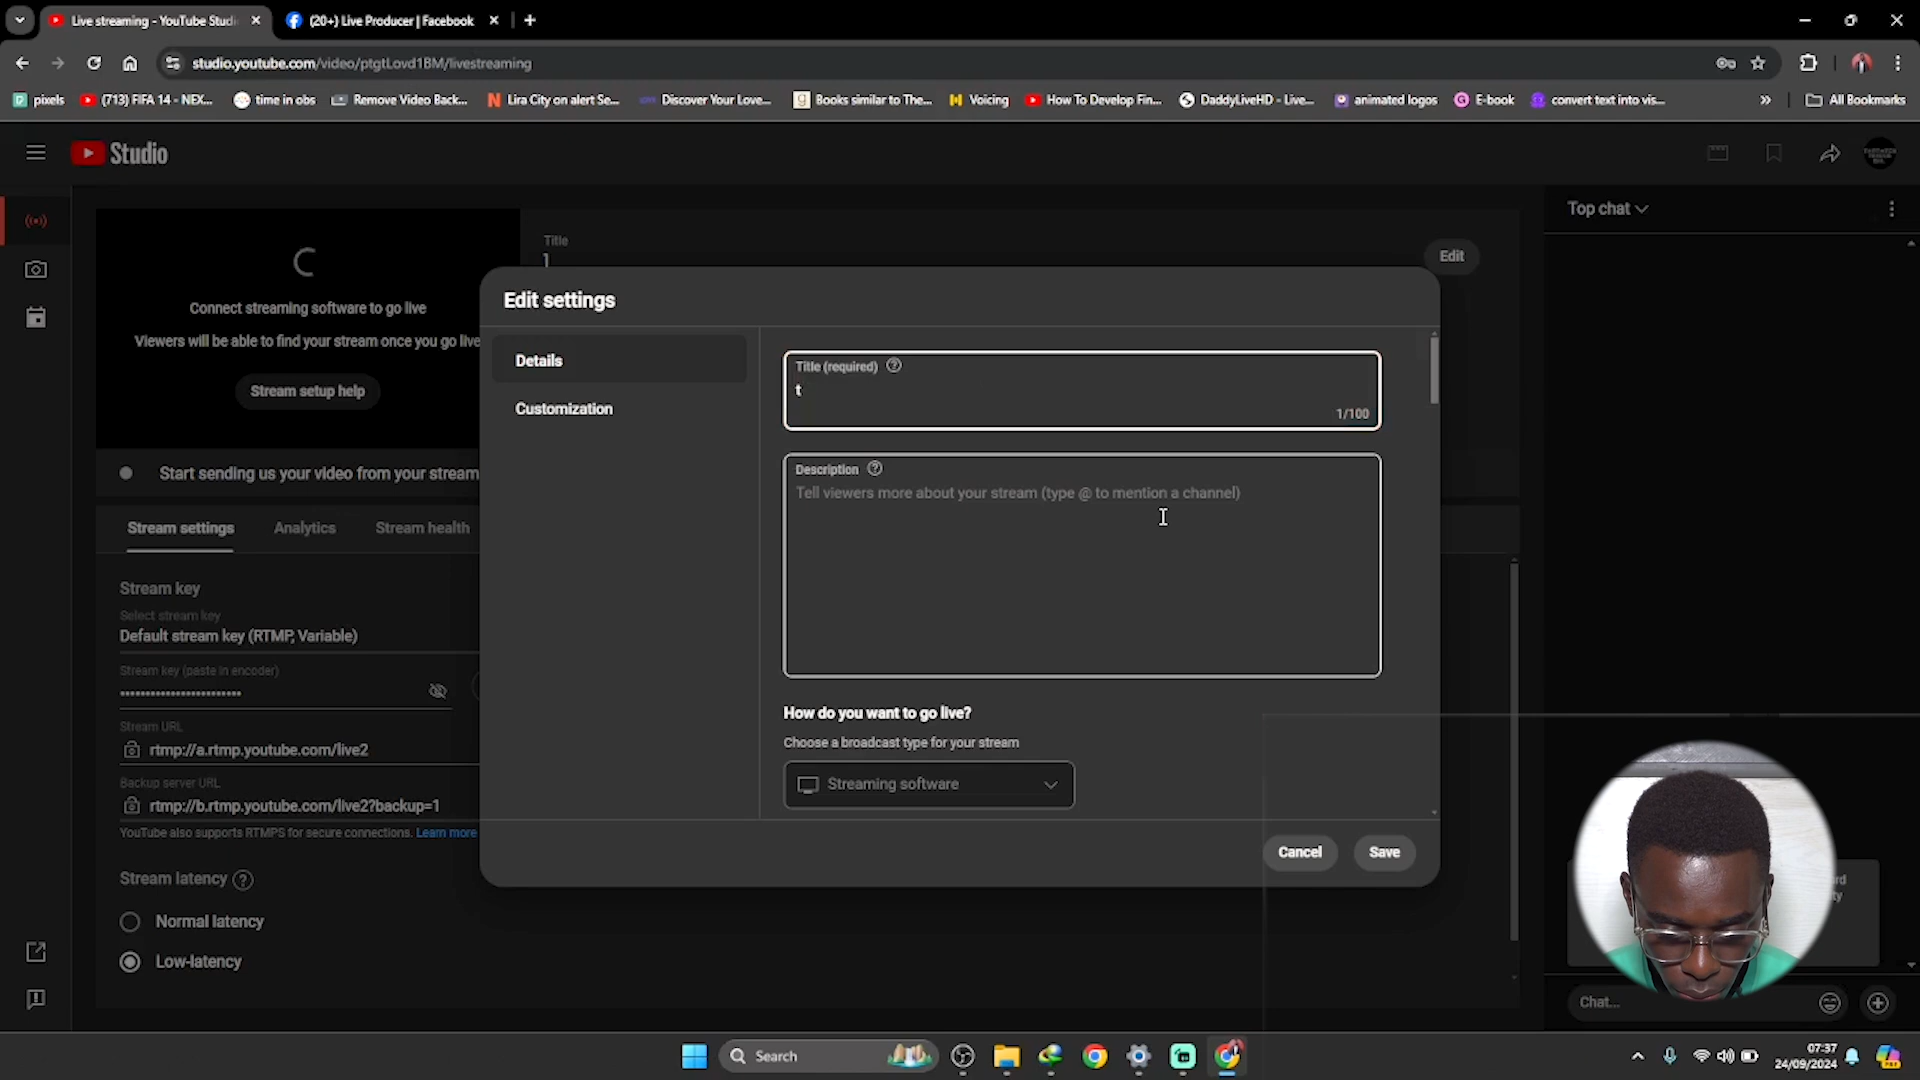 Live streaming - YouTube Studi
(20+) Live Producer | Facebook
studio.youtube.com/video/ptgtLovd1BM/livestreaming
pixels
(713) FIFA 14 - NEX...
time in obs
Remove Video Back...
Lira City on alert Se...
Discover Your Love...
Books similar to The...
Voicing
How To Develop Fin...
DaddyLiveHD - Live...
animated logos
E-book
convert text into vis...
All Bookmarks
Studio
Top chat
Title
Edit
Connect streaming software to go live
Viewers will be able to find your stream once you go live
Stream setup help
Start sending us your video from your stream
Stream settings
Analytics
Stream health
Stream key
Select stream key
Default stream key (RTMP, Variable)
Stream key (paste in encoder)
Stream URL
rtmp://a.rtmp.youtube.com/live2
Backup server URL
rtmp://b.rtmp.youtube.com/live2?backup=1
YouTube also supports RTMPS for secure connections. Learn more
Stream latency
Normal latency
Low-latency
Edit settings
Details
Customization
Title (required)
t
1/100
Description
Tell viewers more about your stream (type @ to mention a channel)
How do you want to go live?
Choose a broadcast type for your stream
Streaming software
Cancel
Save
Chat...
Search
07:37
24/09/2024